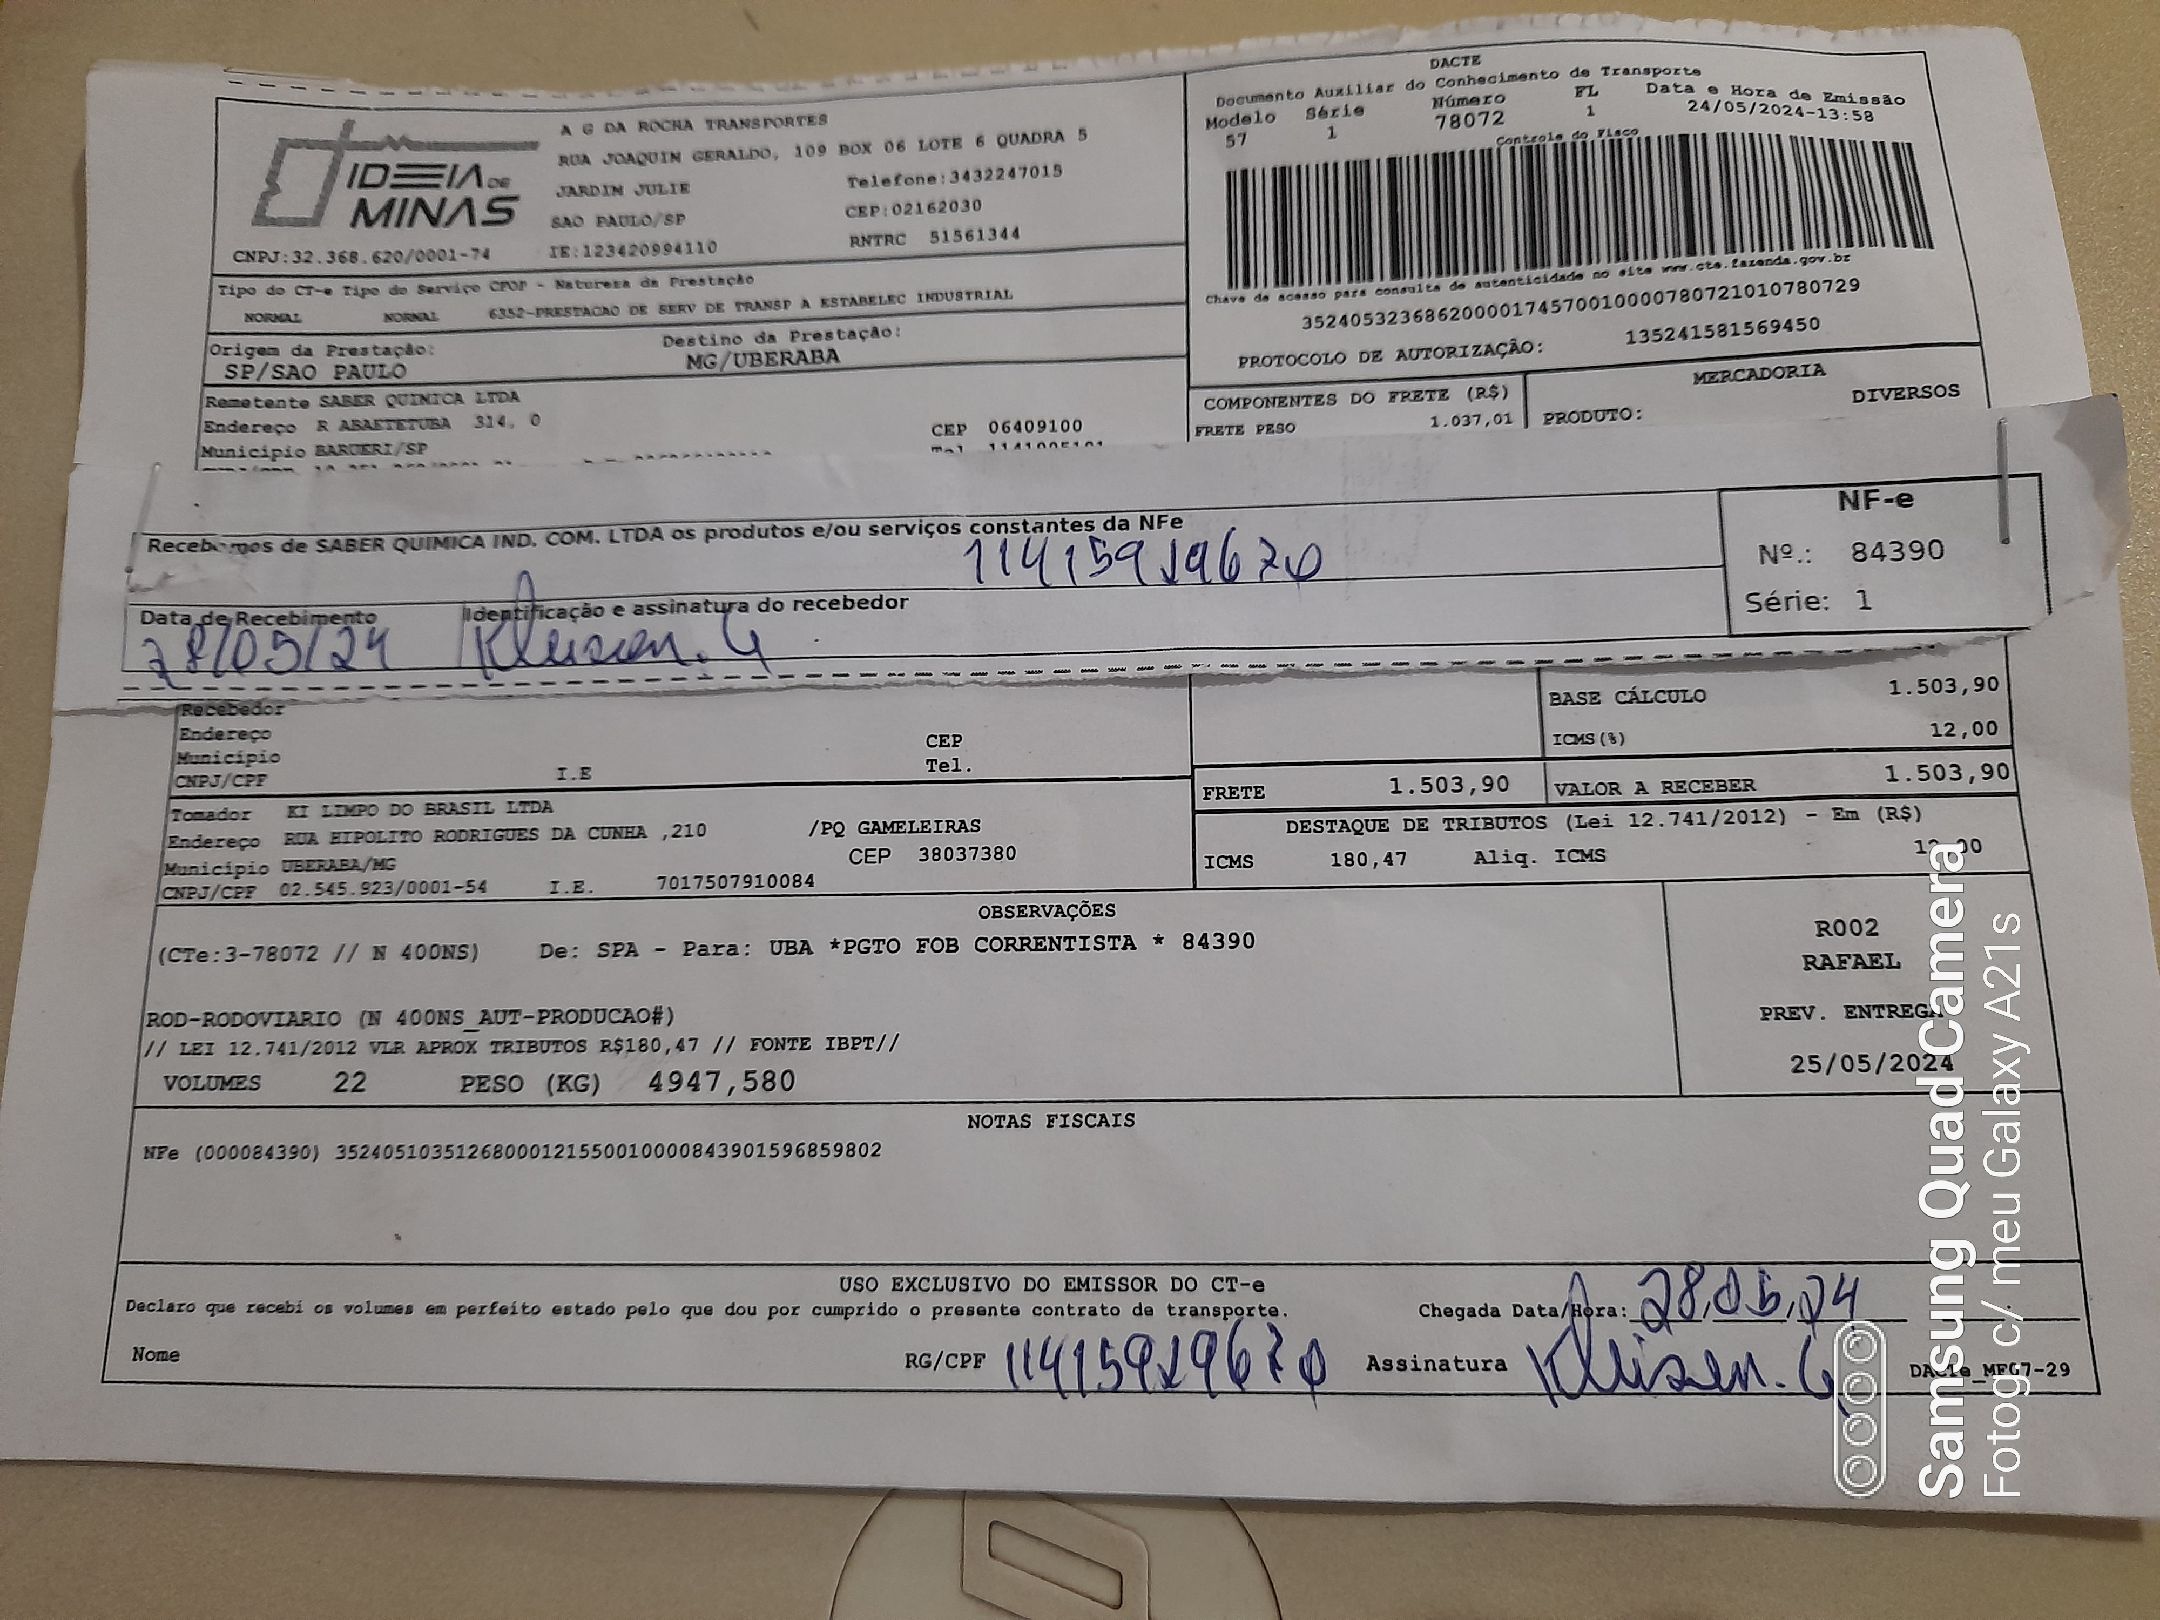 IDEIA DE MINAS
CNPJ:32.368.620/0001-74
A G DA ROCHA TRANSPORTES
RUA JOAQUIN GERALDO, 109 BOX 06 LOTE 6 QUADRA 5
JARDIN JULIE Telefone:3432247015
SAO PAULO/SP CEP:02162030
IE:123420994110 RNTRC 51561344
DACTE
Documento Auxiliar do Conhecimento de Transporte
Modelo Série Número FL Data e Hora de Emissão
57 1 78072 1 24/05/2024-13:58
Controle do Fisco
Chave de acesso para consulta de autenticidade no site www.cte.fazenda.gov.br
35240532368620000174570010000780721010780729
PROTOCOLO DE AUTORIZAÇÃO: 135241581569450
Tipo do CT-e Tipo do Serviço CFOP - Natureza da Prestação
NORMAL NORMAL 6352-PRESTACAO DE SERV DE TRANSP A ESTABELEC INDUSTRIAL
Origem da Prestação: Destino da Prestação:
SP/SAO PAULO MG/UBERABA
Remetente SABER QUIMICA LTDA
Endereço R ABAETETUBA 314, 0 CEP 06409100
Município BARUERI/SP
COMPONENTES DO FRETE (R$) MERCADORIA
FRETE PESO 1.037,01 PRODUTO: DIVERSOS
Recebemos de SABER QUIMICA IND. COM. LTDA os produtos e/ou serviços constantes da NFe
11415919670
NF-e
Nº.: 84390
Série: 1
Data de Recebimento Identificação e assinatura do recebedor
28/05/24 Kleison. G
Recebedor
Endereço CEP
Município Tel.
CNPJ/CPF I.E
BASE CÁLCULO 1.503,90
ICMS(%) 12,00
FRETE 1.503,90 VALOR A RECEBER 1.503,90
Tomador KI LIMPO DO BRASIL LTDA
Endereço RUA HIPOLITO RODRIGUES DA CUNHA ,210 /PQ GAMELEIRAS
Município UBERABA/MG CEP 38037380
CNPJ/CPF 02.545.923/0001-54 I.E. 7017507910084
DESTAQUE DE TRIBUTOS (Lei 12.741/2012) - Em (R$)
ICMS 180,47 Aliq. ICMS 12,00
OBSERVAÇÕES
(CTe:3-78072 // N 400NS) De: SPA - Para: UBA *PGTO FOB CORRENTISTA * 84390
ROD-RODOVIARIO (N 400NS_AUT-PRODUCAO#)
// LEI 12.741/2012 VLR APROX TRIBUTOS R$180,47 // FONTE IBPT//
VOLUMES 22 PESO (KG) 4947,580
R002
RAFAEL
PREV. ENTREGA
25/05/2024
NOTAS FISCAIS
NFe (000084390) 35240510351268000121550010000843901596859802
USO EXCLUSIVO DO EMISSOR DO CT-e
Declaro que recebi os volumes em perfeito estado pelo que dou por cumprido o presente contrato de transporte. Chegada Data/Hora: 28,05,24
Nome RG/CPF 11415919670 Assinatura Kleison. G
Samsung Quad Camera
Fotog. c/ meu Galaxy A21s